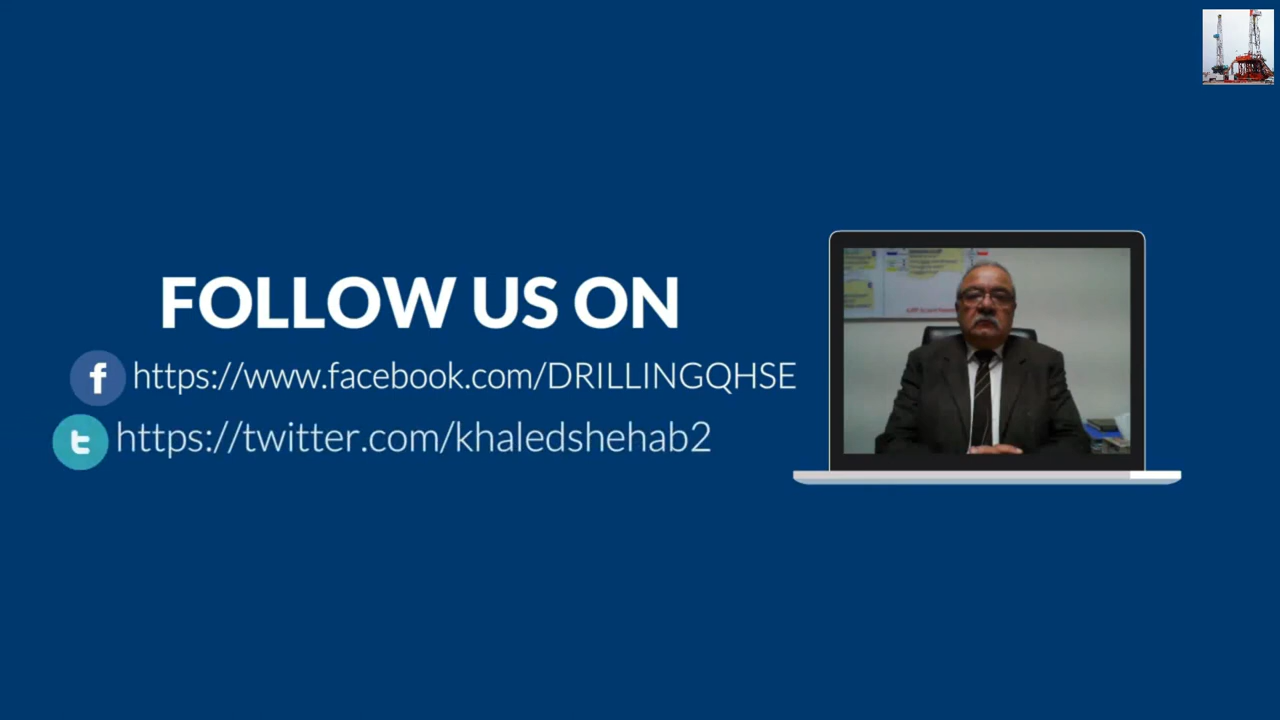 FOLLOW US ON
f https://www.facebook.com/DRILLINGQHSE
t https://twitter.com/khaledshehab2